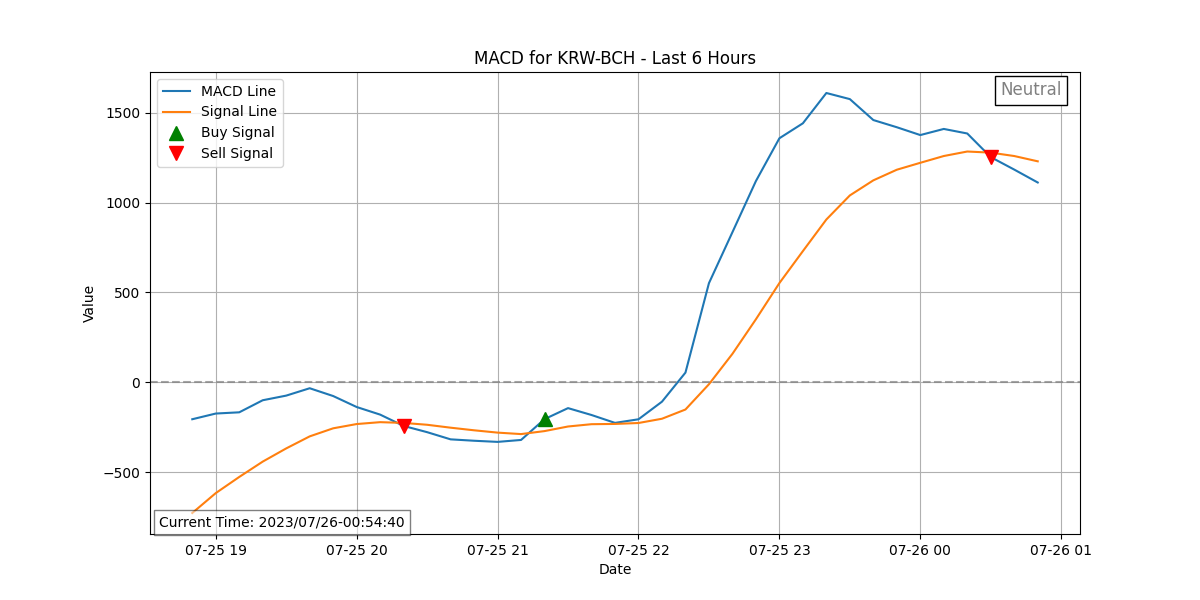 MACD for KRW-BCH - Last 6 Hours
MACD Line
Signal Line
Buy Signal
Sell Signal
Neutral
1500
1000
500
0
−500
Value
Current Time: 2023/07/26-00:54:40
07-25 19
07-25 20
07-25 21
07-25 22
07-25 23
07-26 00
07-26 01
Date